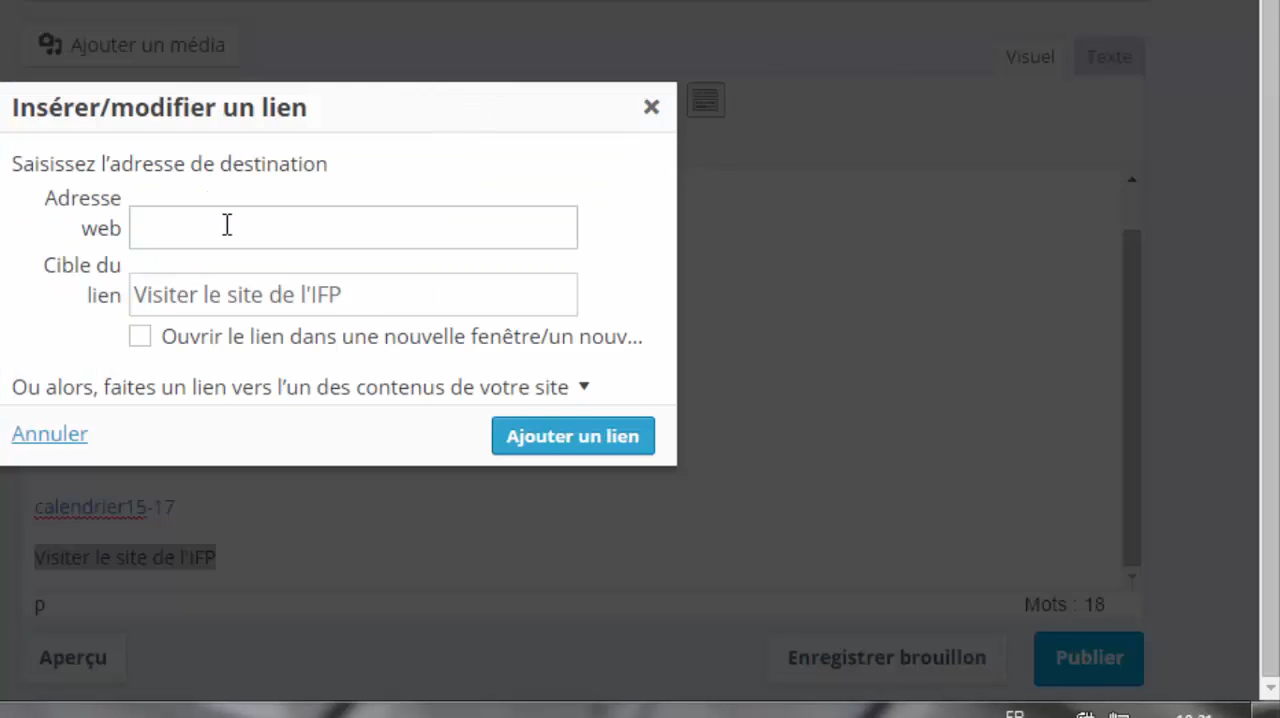 Ajouter un média
Visuel
Texte
Insérer/modifier un lien
Saisissez l’adresse de destination
Adresse
web
Cible du
lien
Visiter le site de l'IFP
Ouvrir le lien dans une nouvelle fenêtre/un nouv...
Ou alors, faites un lien vers l’un des contenus de votre site
Annuler
Ajouter un lien
calendrier15-17
Visiter le site de l'IFP
p
Mots : 18
Aperçu
Enregistrer brouillon
Publier
FR